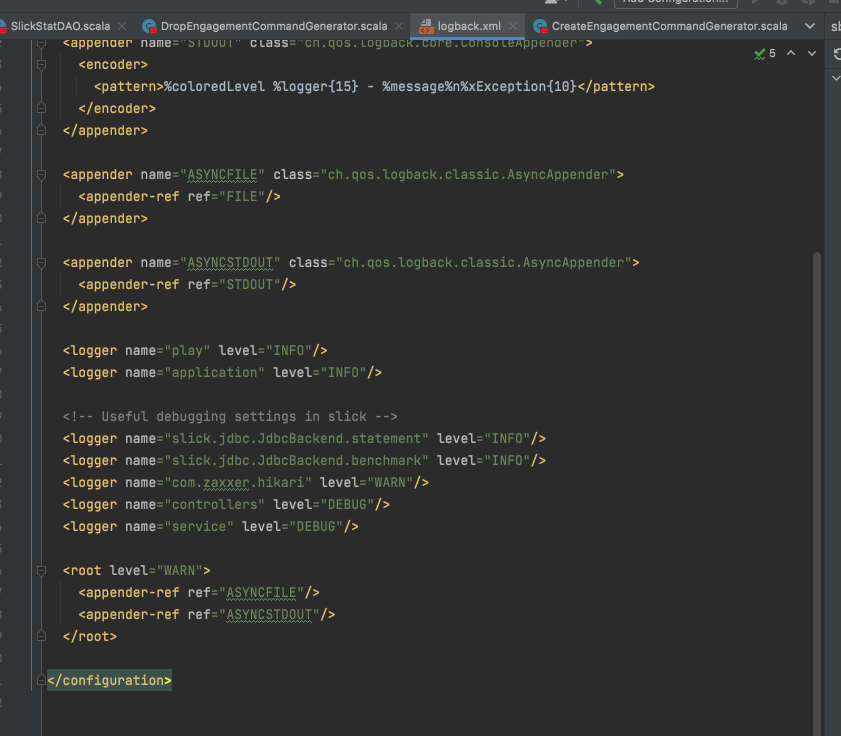 Add Configuration...
SlickStatDAO.scala
DropEngagementCommandGenerator.scala
logback.xml
CreateEngagementCommandGenerator.scala
<appender name="STDOUT" class="ch.qos.logback.core.ConsoleAppender">
5
<encoder>
<pattern>%coloredLevel %logger{15} - %message%n%xException{10}</pattern>
</encoder>
</appender>
<appender name="ASYNCFILE" class="ch.qos.logback.classic.AsyncAppender">
<appender-ref ref="FILE"/>
</appender>
<appender name="ASYNCSTDOUT" class="ch.qos.logback.classic.AsyncAppender">
<appender-ref ref="STDOUT"/>
</appender>
<logger name="play" level="INFO"/>
<logger name="application" level="INFO"/>
<!-- Useful debugging settings in slick -->
<logger name="slick.jdbc.JdbcBackend.statement" level="INFO"/>
<logger name="slick.jdbc.JdbcBackend.benchmark" level="INFO"/>
<logger name="com.zaxxer.hikari" level="WARN"/>
<logger name="controllers" level="DEBUG"/>
<logger name="service" level="DEBUG"/>
<root level="WARN">
<appender-ref ref="ASYNCFILE"/>
<appender-ref ref="ASYNCSTDOUT"/>
</root>
</configuration>